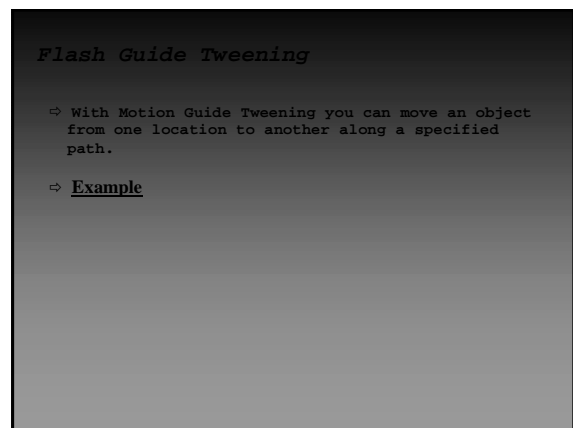 Flash Guide Tweening
⇨ With Motion Guide Tweening you can move an object
from one location to another along a specified
path.
⇨ Example